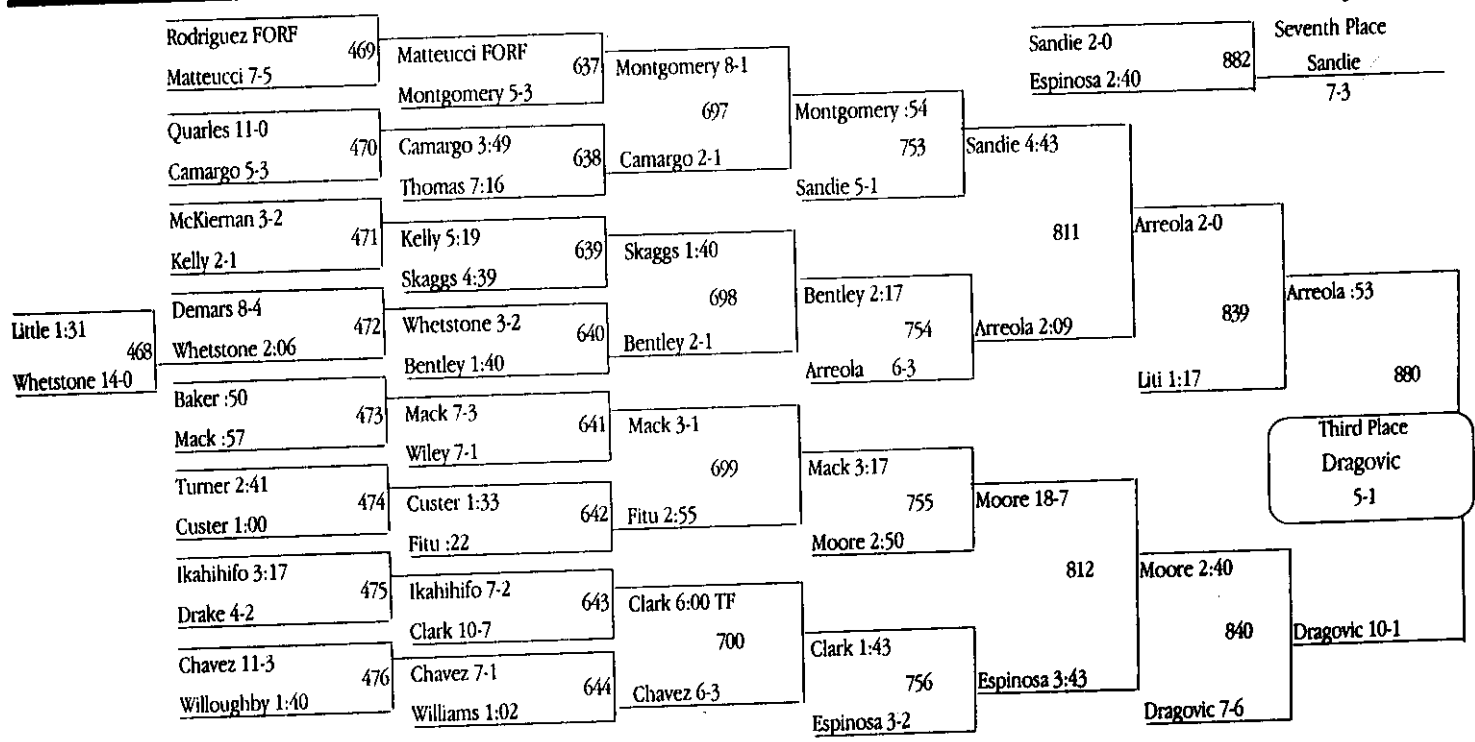 Rodriguez FORF
469
Matteucci 7-5
Quarles 11-0
470
Camargo 5-3
McKiernan 3-2
471
Kelly 2-1
Little 1:31
468
Whetstone 14-0
Demars 8-4
472
Whetstone 2:06
Baker :50
473
Mack :57
Turner 2:41
474
Custer 1:00
Ikahihifo 3:17
475
Drake 4-2
Chavez 11-3
476
Willoughby 1:40
Matteucci FORF
637
Montgomery 5-3
Camargo 3:49
638
Thomas 7:16
Kelly 5:19
639
Skaggs 4:39
Whetstone 3-2
640
Bentley 1:40
Mack 7-3
641
Wiley 7-1
Custer 1:33
642
Fitu :22
Ikahihifo 7-2
643
Clark 10-7
Chavez 7-1
644
Williams 1:02
Montgomery 8-1
697
Camargo 2-1
Skaggs 1:40
698
Bentley 2-1
Mack 3-1
699
Fitu 2:55
Clark 6:00 TF
700
Chavez 6-3
Montgomery :54
753
Sandie 5-1
Bentley 2:17
754
Arreola 6-3
Mack 3:17
755
Moore 2:50
Clark 1:43
756
Espinosa 3-2
Sandie 4:43
811
Arreola 2:09
Moore 18-7
812
Espinosa 3:43
Arreola 2-0
839
Liti 1:17
Moore 2:40
840
Dragovic 7-6
Arreola :53
880
Dragovic 10-1
Third Place
Dragovic
5-1
Sandie 2-0
882
Espinosa 2:40
Seventh Place
Sandie
7-3